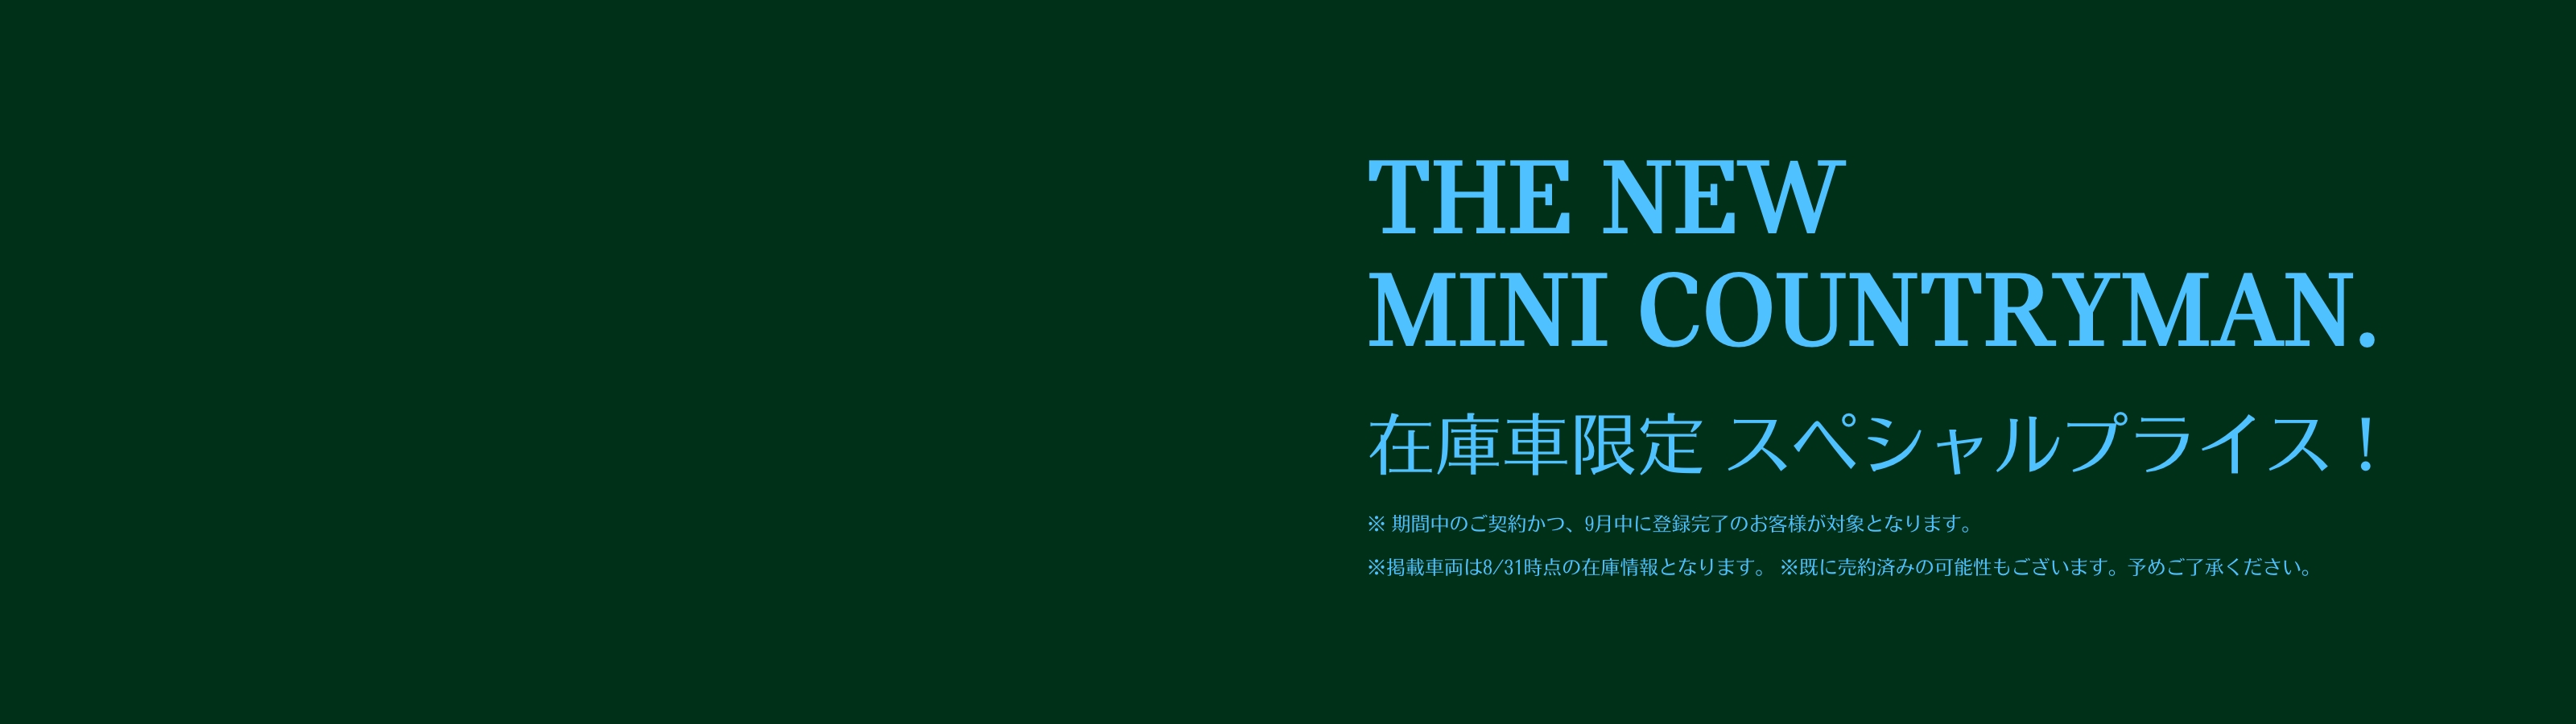 THE NEW
MINI COUNTRYMAN.
在庫車限定 スペシャルプライス！
※ 期間中のご契約かつ、9月中に登録完了のお客様が対象となります。
※掲載車両は8/31時点の在庫情報となります。 ※既に売約済みの可能性もございます。予めご了承ください。